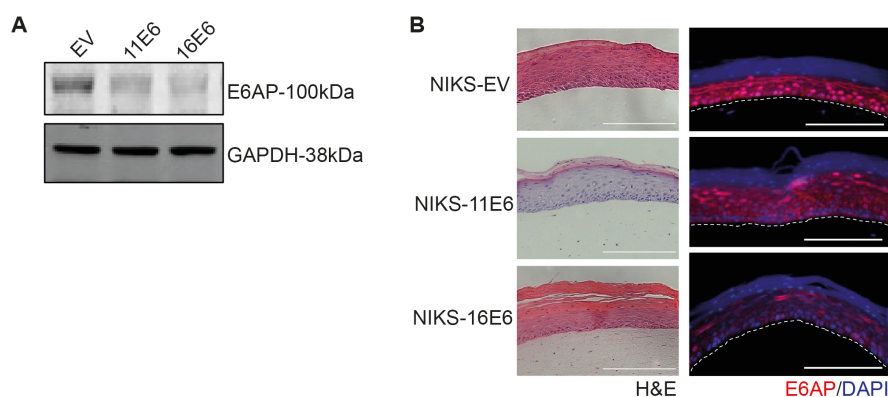 A
EV 11E6 16E6
E6AP-100kDa
GAPDH-38kDa
B
NIKS-EV
NIKS-11E6
NIKS-16E6
H&E
E6AP/DAPI